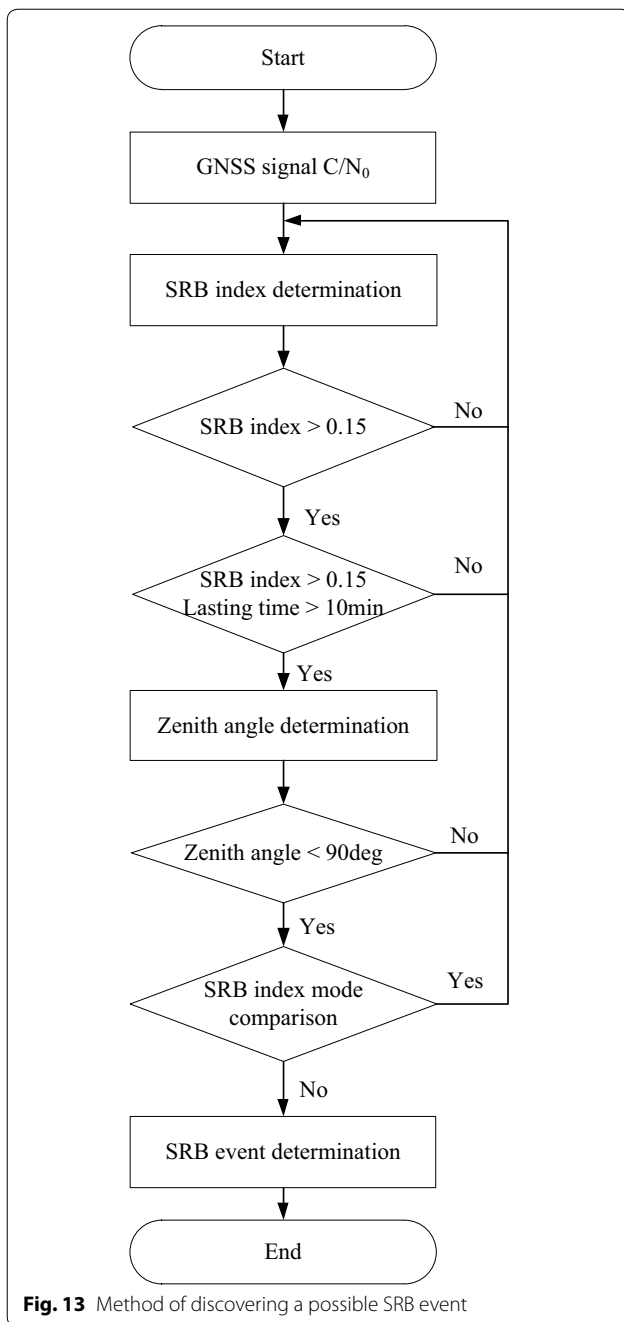 Start
GNSS signal C/N₀
SRB index determination
SRB index > 0.15
No
Yes
SRB index > 0.15
Lasting time > 10min
No
Yes
Zenith angle determination
Zenith angle < 90deg
No
Yes
SRB index mode
comparison
Yes
No
SRB event determination
End
Fig. 13 Method of discovering a possible SRB event